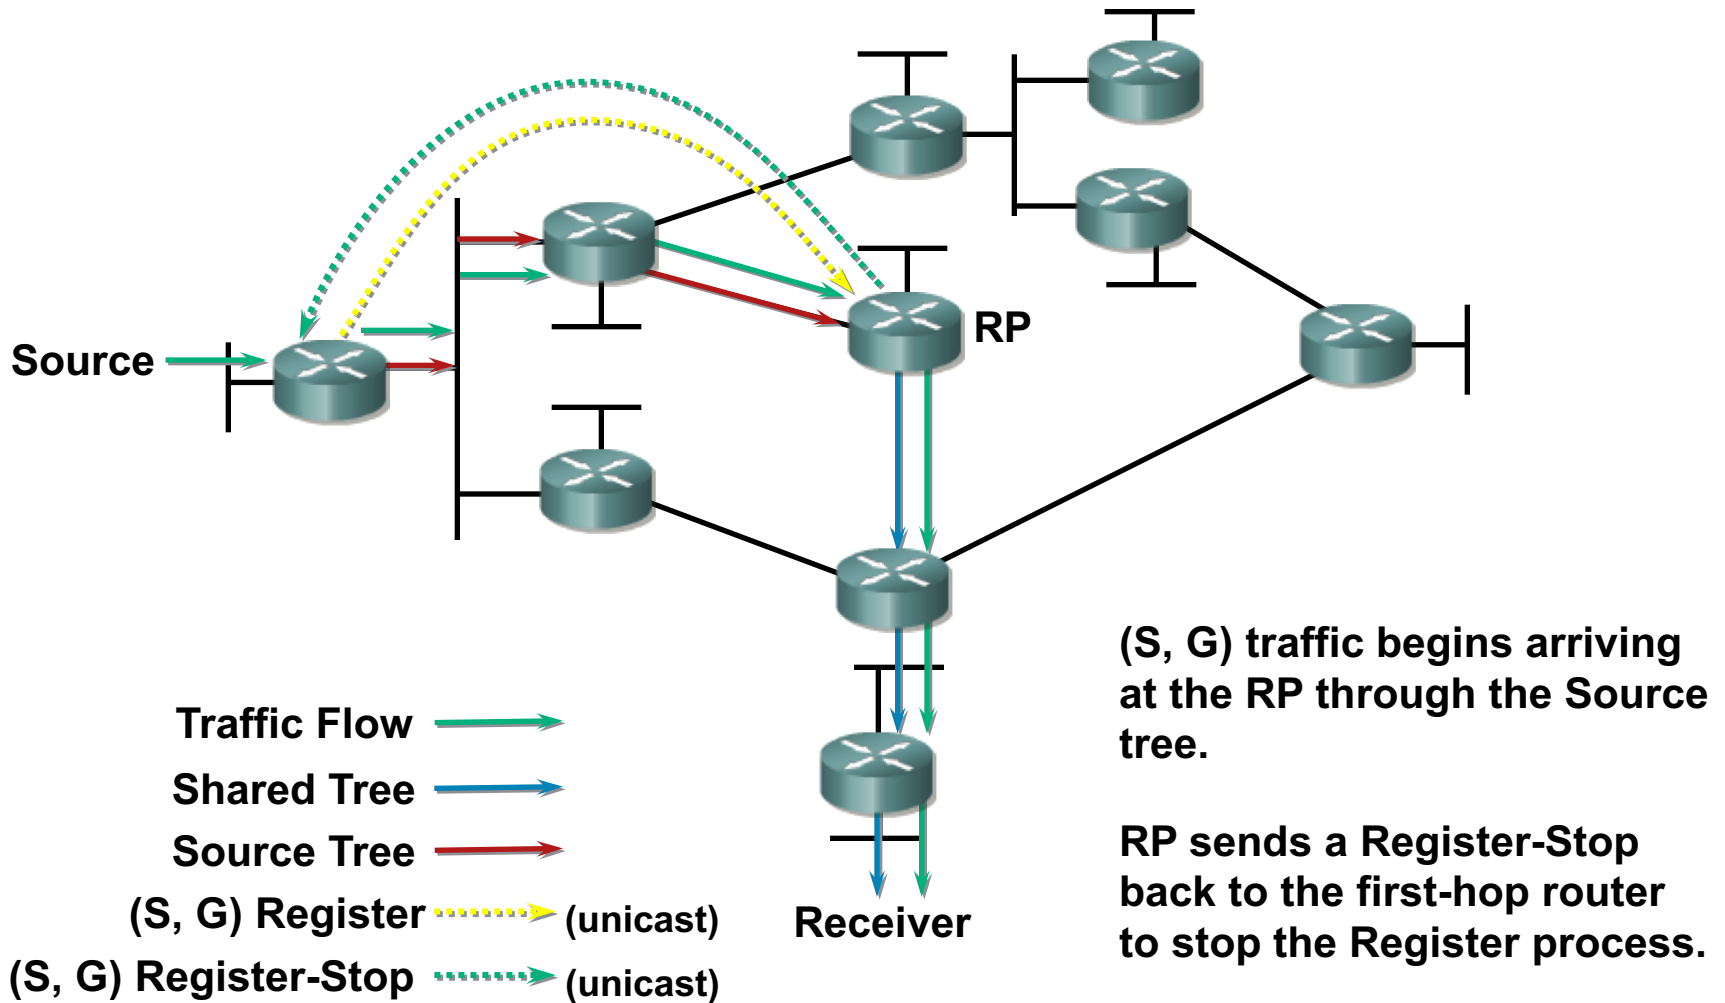 RP
Source
(S, G) traffic begins arriving
at the RP through the Source
tree.
Traffic Flow
Shared Tree
Source Tree
RP sends a Register-Stop
back to the first-hop router
to stop the Register process.
(S, G) Register
(unicast)
Receiver
(S, G) Register-Stop
(unicast)